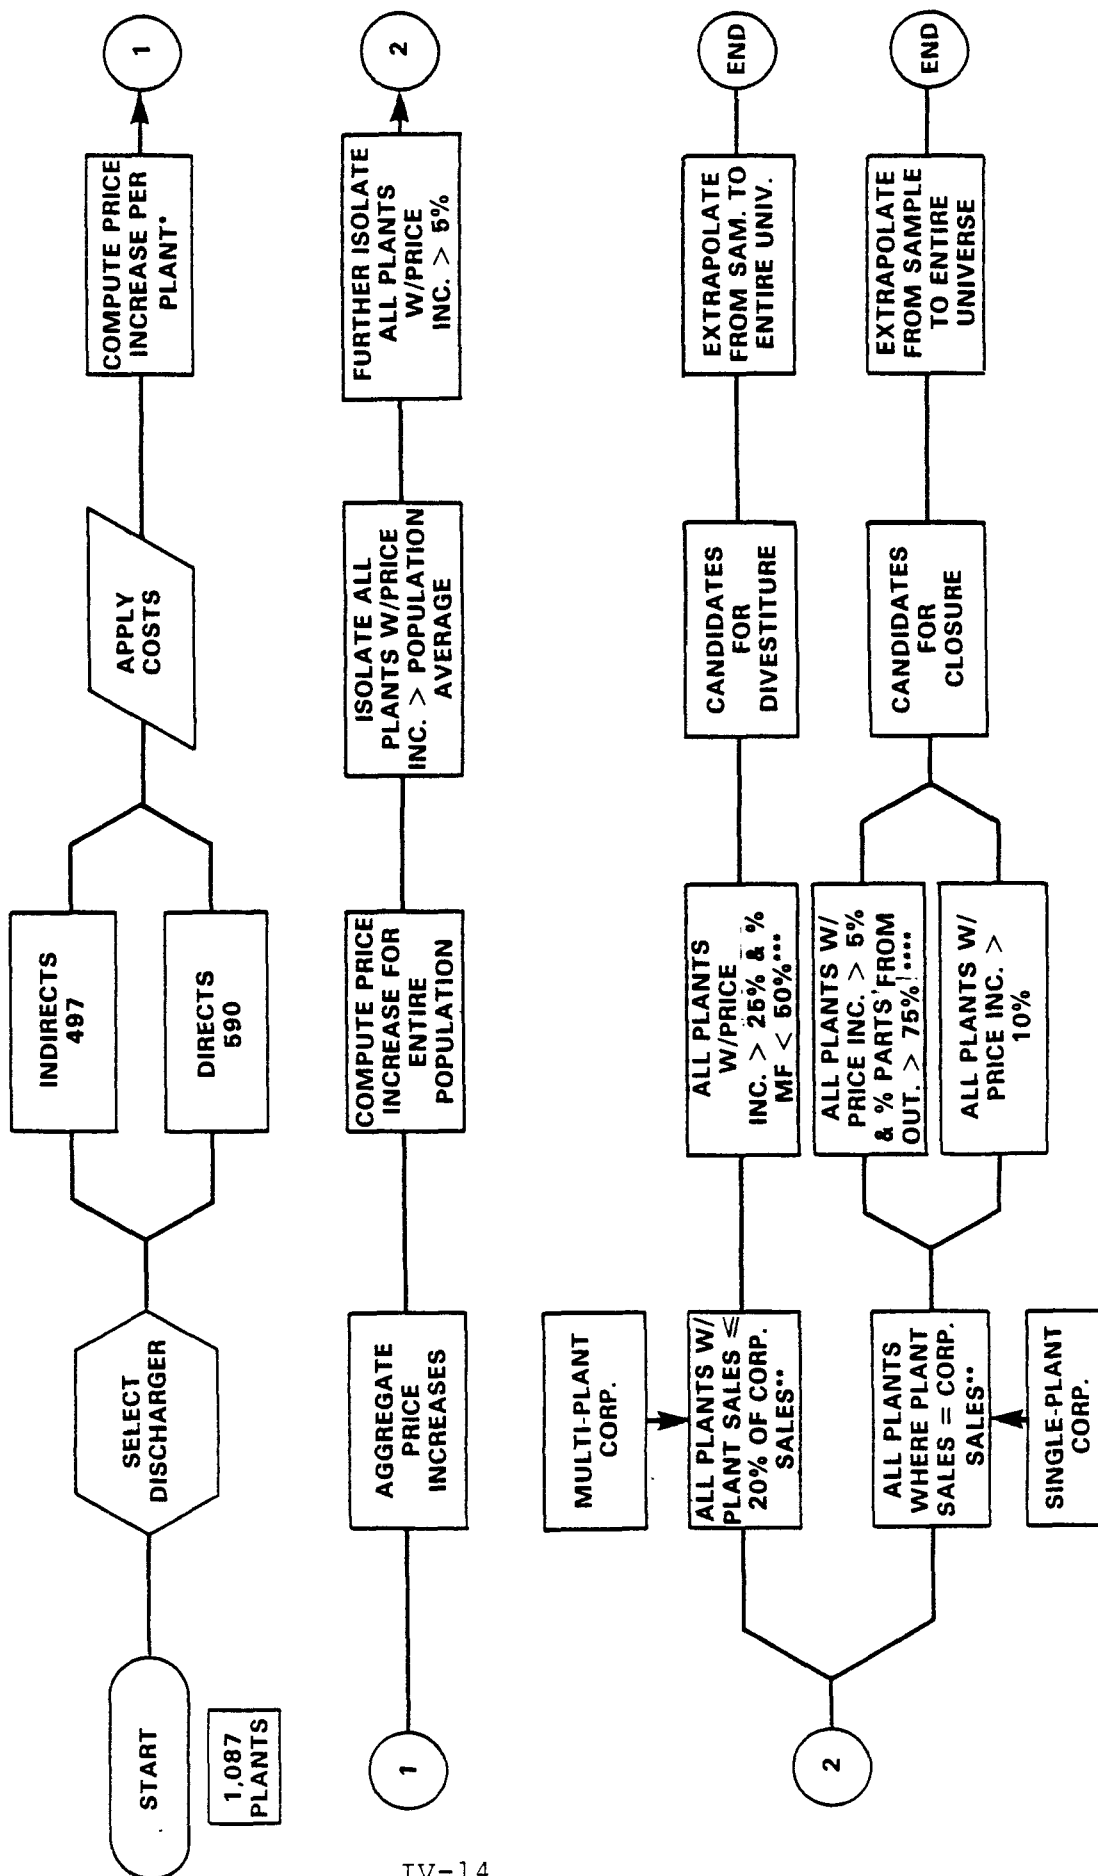 START
1,087
PLANTS
SELECT
DISCHARGER
INDIRECTS
497
DIRECTS
590
APPLY
COSTS
COMPUTE PRICE
INCREASE PER
PLANT*
1
1
AGGREGATE
PRICE
INCREASES
COMPUTE PRICE
INCREASE FOR
ENTIRE
POPULATION
ISOLATE ALL
PLANTS W/PRICE
INC. > POPULATION
AVERAGE
FURTHER ISOLATE
ALL PLANTS
W/PRICE
INC. > 5%
2
2
MULTI-PLANT
CORP.
ALL PLANTS W/
PLANT SALES ≤
20% OF CORP.
SALES**
ALL PLANTS
W/PRICE
INC. > 25% & %
MF < 50%***
CANDIDATES
FOR
DIVESTITURE
EXTRAPOLATE
FROM SAM. TO
ENTIRE UNIV.
END
ALL PLANTS
WHERE PLANT
SALES = CORP.
SALES**
SINGLE-PLANT
CORP.
ALL PLANTS W/
PRICE INC. > 5%
& % PARTS FROM
OUT. > 75%****
ALL PLANTS W/
PRICE INC. >
10%
CANDIDATES
FOR
CLOSURE
EXTRAPOLATE
FROM SAMPLE
TO ENTIRE
UNIVERSE
END
IV-14